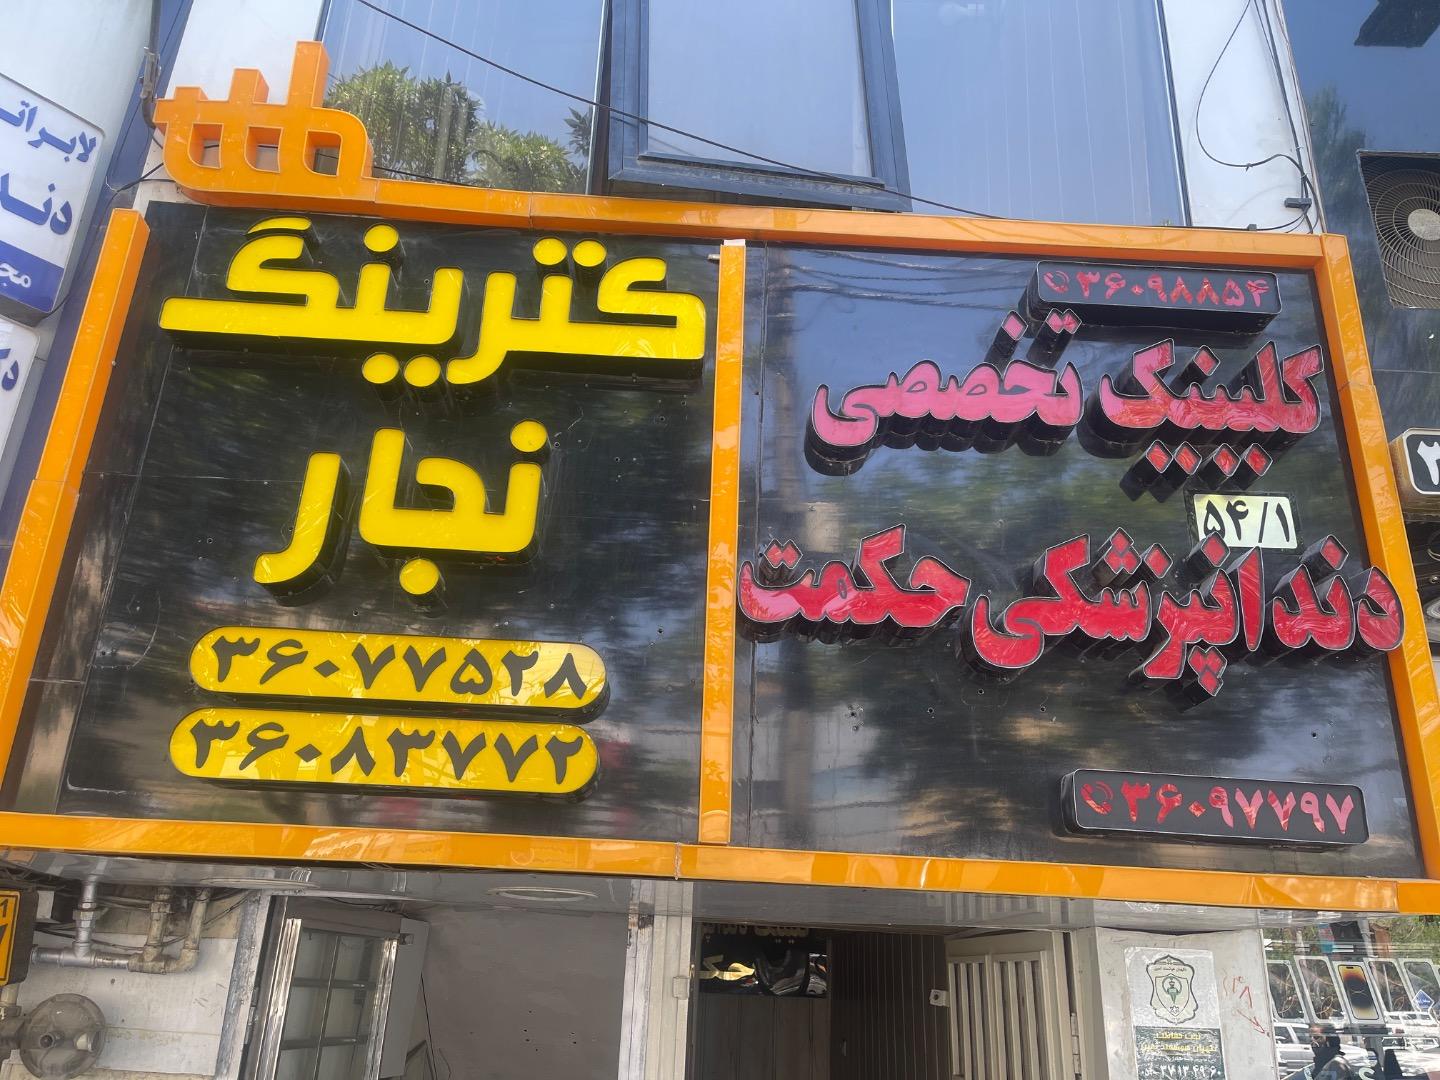 کترینگ
نجار
۳۶۰۷۷۵۲۸
۳۶۰۸۳۷۷۲
۳۶۰۹۸۸۵۴
کلینیک تخصصی
۵۴/۱
دندانپزشکی حکمت
۳۶۰۹۷۷۹۷